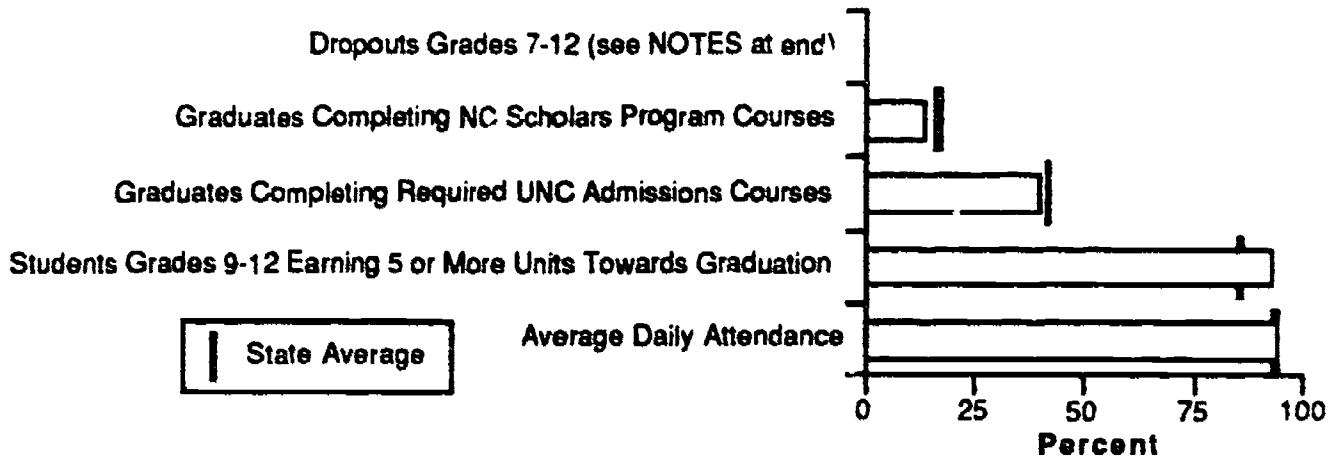 Dropouts Grades 7-12 (see NOTES at end)
Graduates Completing NC Scholars Program Courses
Graduates Completing Required UNC Admissions Courses
Students Grades 9-12 Earning 5 or More Units Towards Graduation
Average Daily Attendance
State Average
0 25 50 75 100
Percent